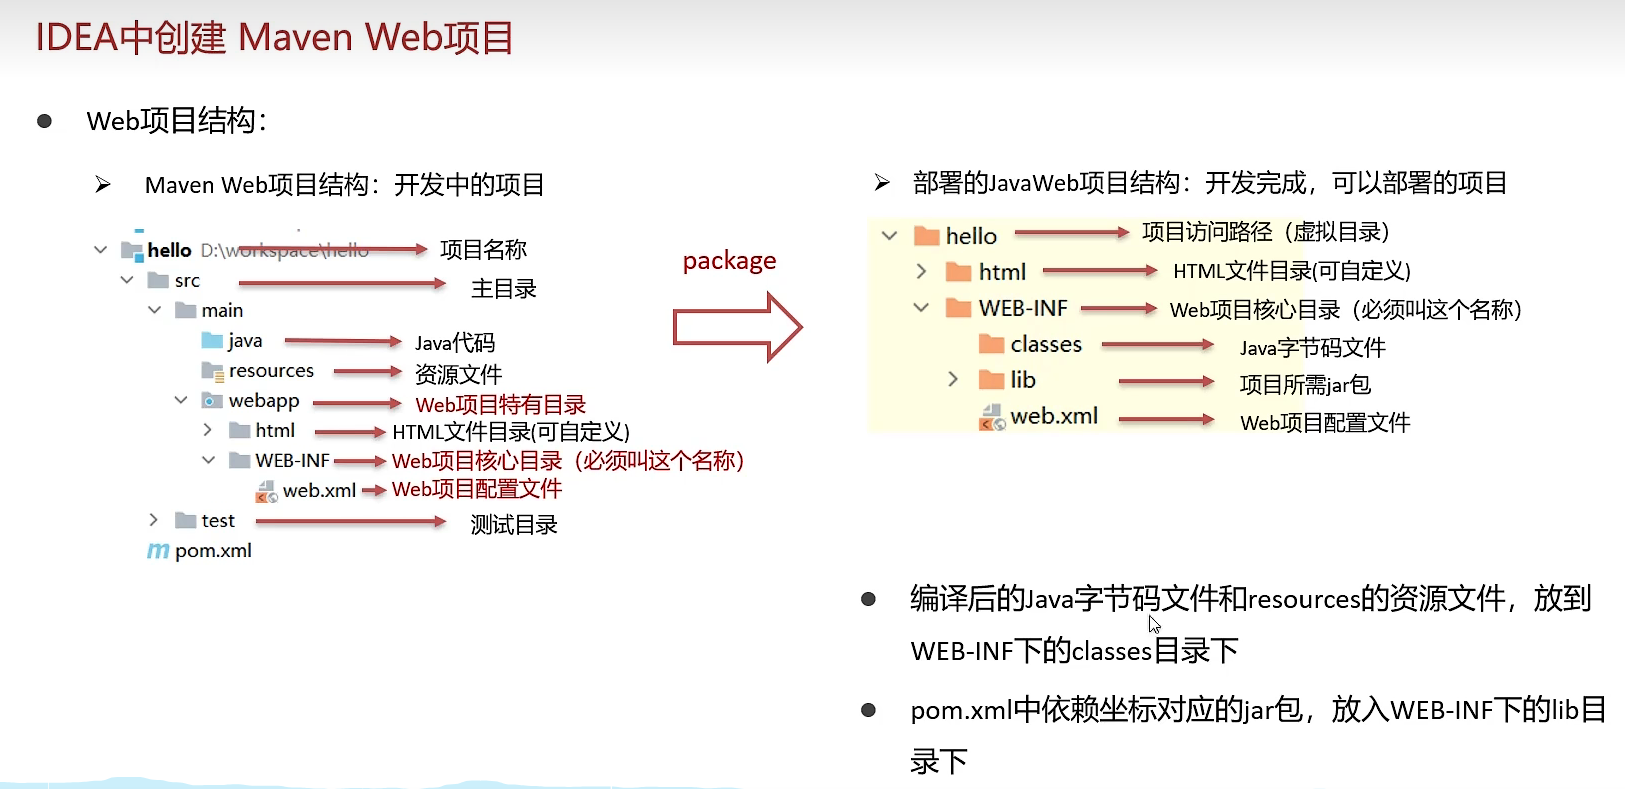 IDEA中创建 Maven Web项目
Web项目结构：
Maven Web项目结构：开发中的项目
hello D:\workspace\hello 项目名称
src 主目录
main
java Java代码
resources 资源文件
webapp Web项目特有目录
html HTML文件目录(可自定义)
WEB-INF Web项目核心目录（必须叫这个名称）
web.xml Web项目配置文件
test 测试目录
pom.xml
package
部署的JavaWeb项目结构：开发完成，可以部署的项目
hello 项目访问路径（虚拟目录）
html HTML文件目录(可自定义)
WEB-INF Web项目核心目录（必须叫这个名称）
classes Java字节码文件
lib 项目所需jar包
web.xml Web项目配置文件
编译后的Java字节码文件和resources的资源文件，放到
WEB-INF下的classes目录下
pom.xml中依赖坐标对应的jar包，放入WEB-INF下的lib目
录下